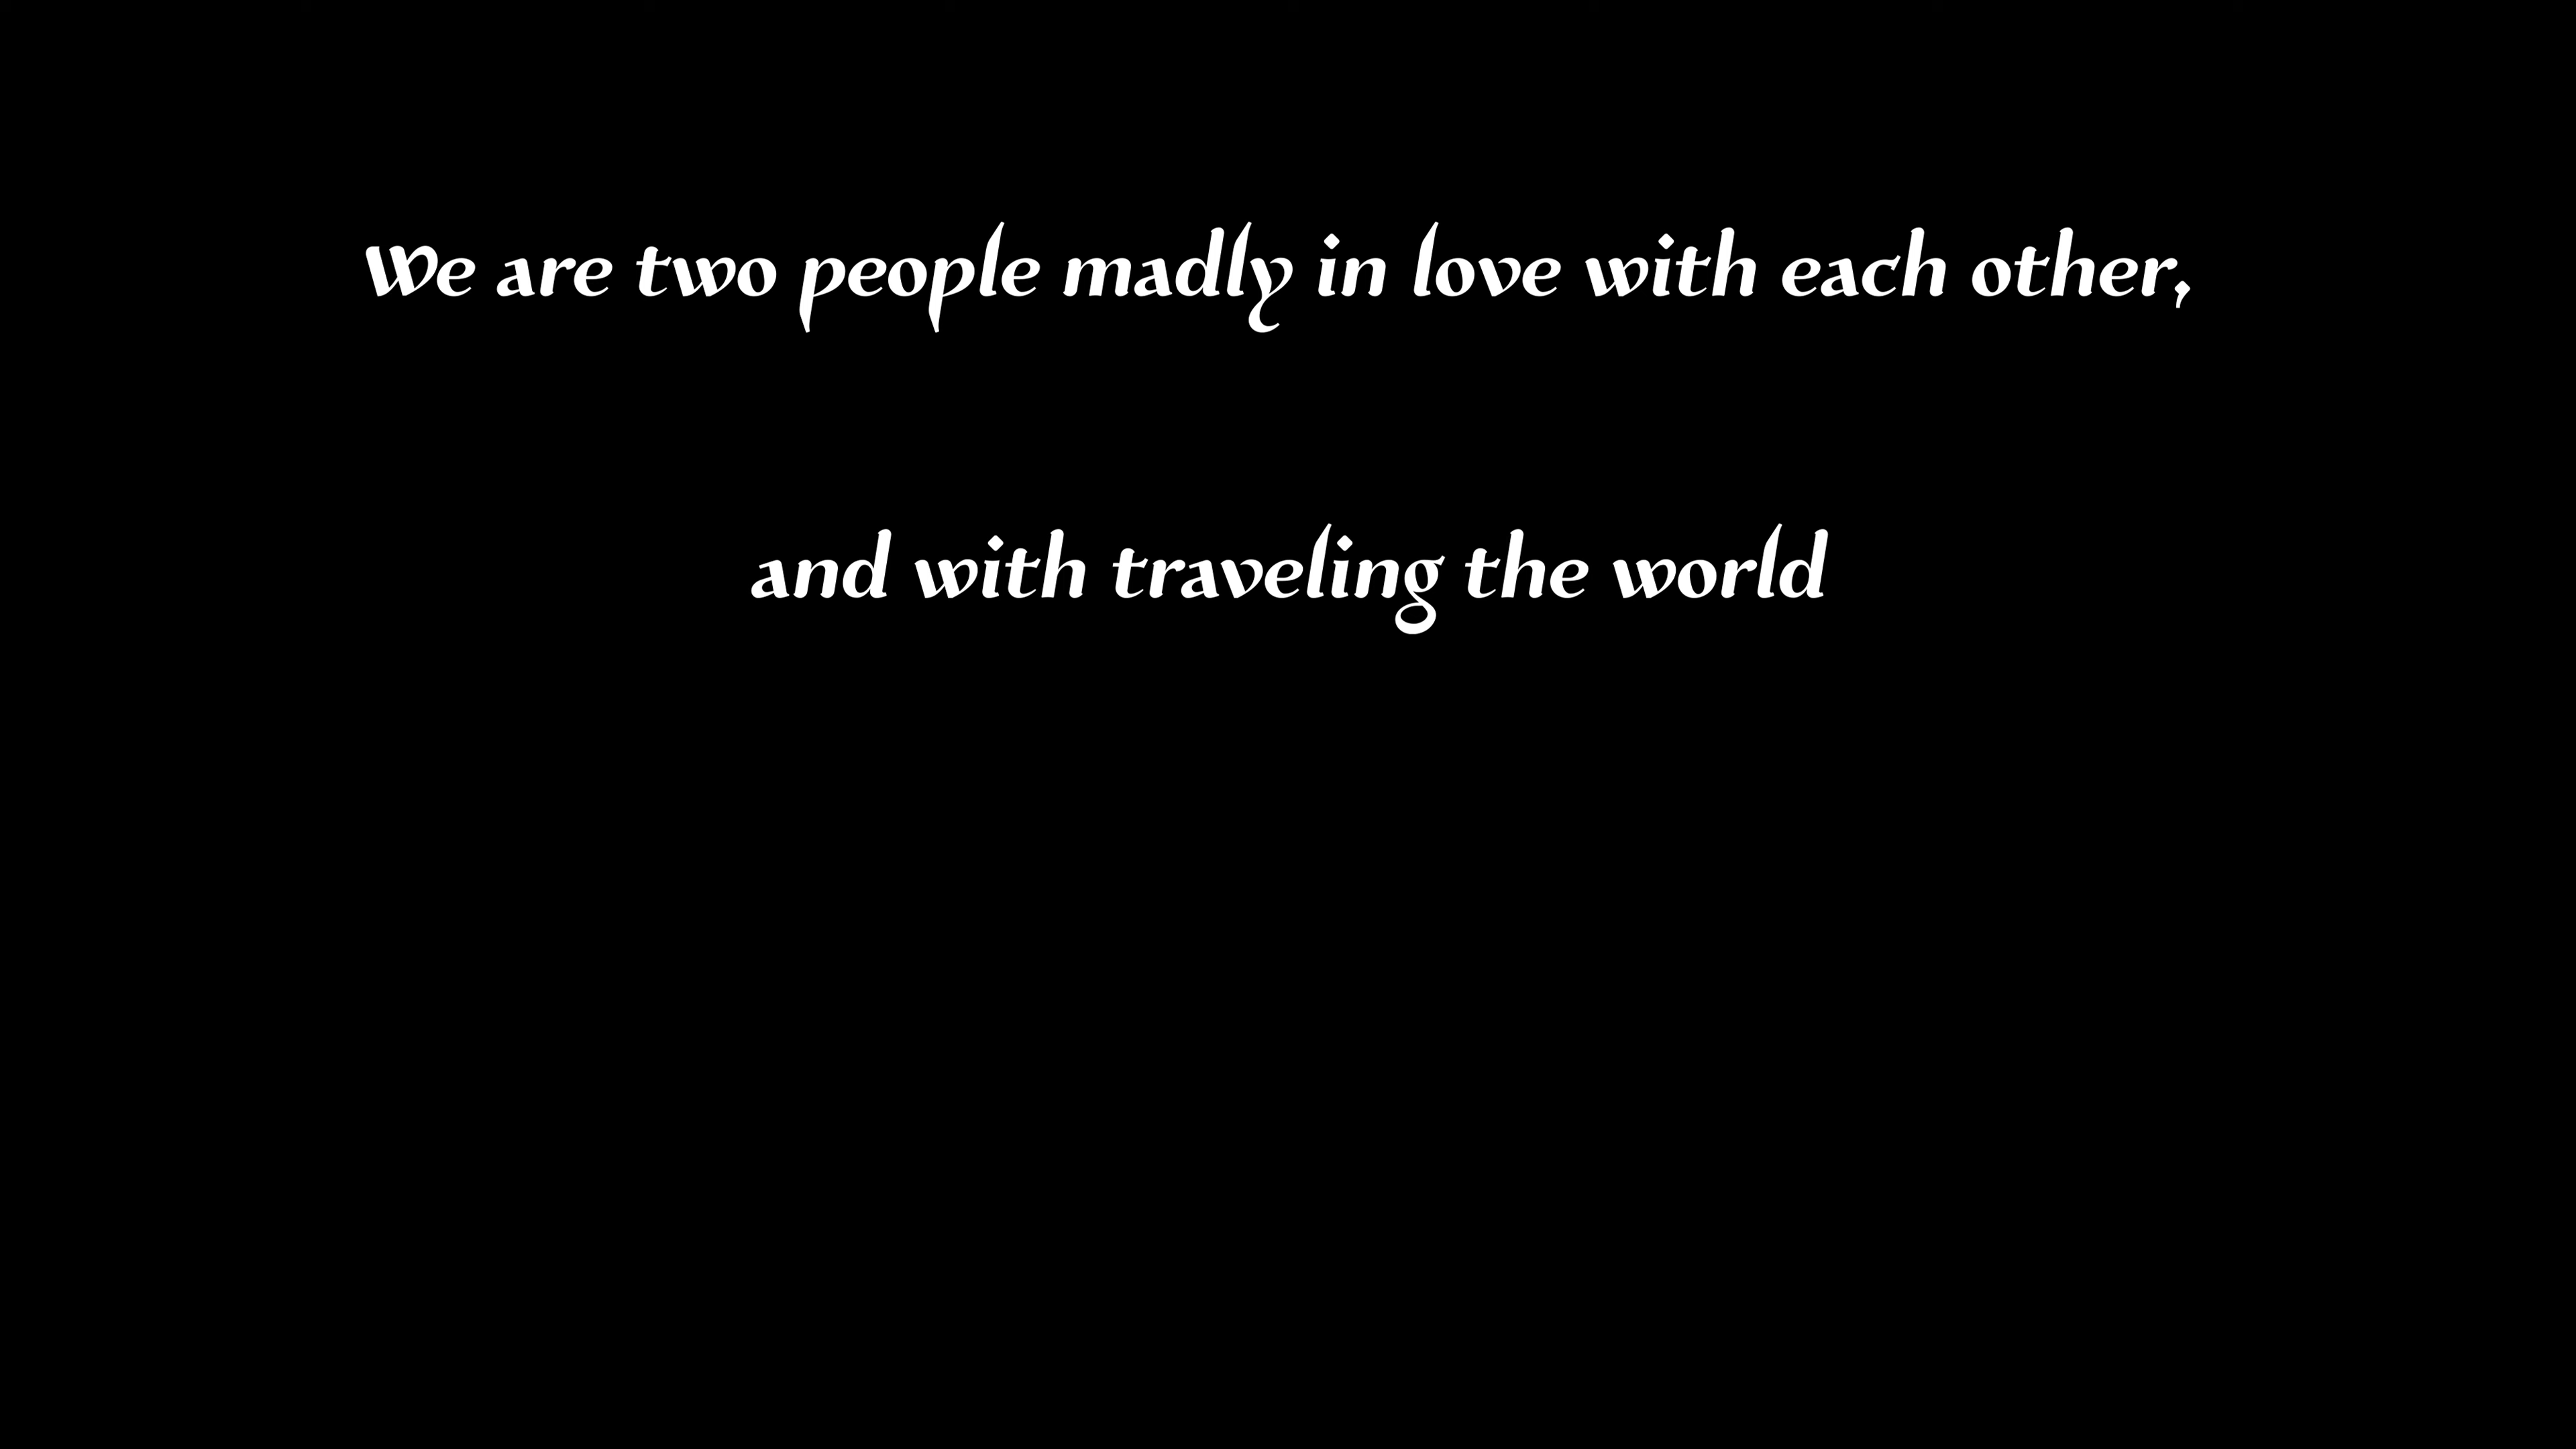 We are two people madly in love with each other,
and with traveling the world